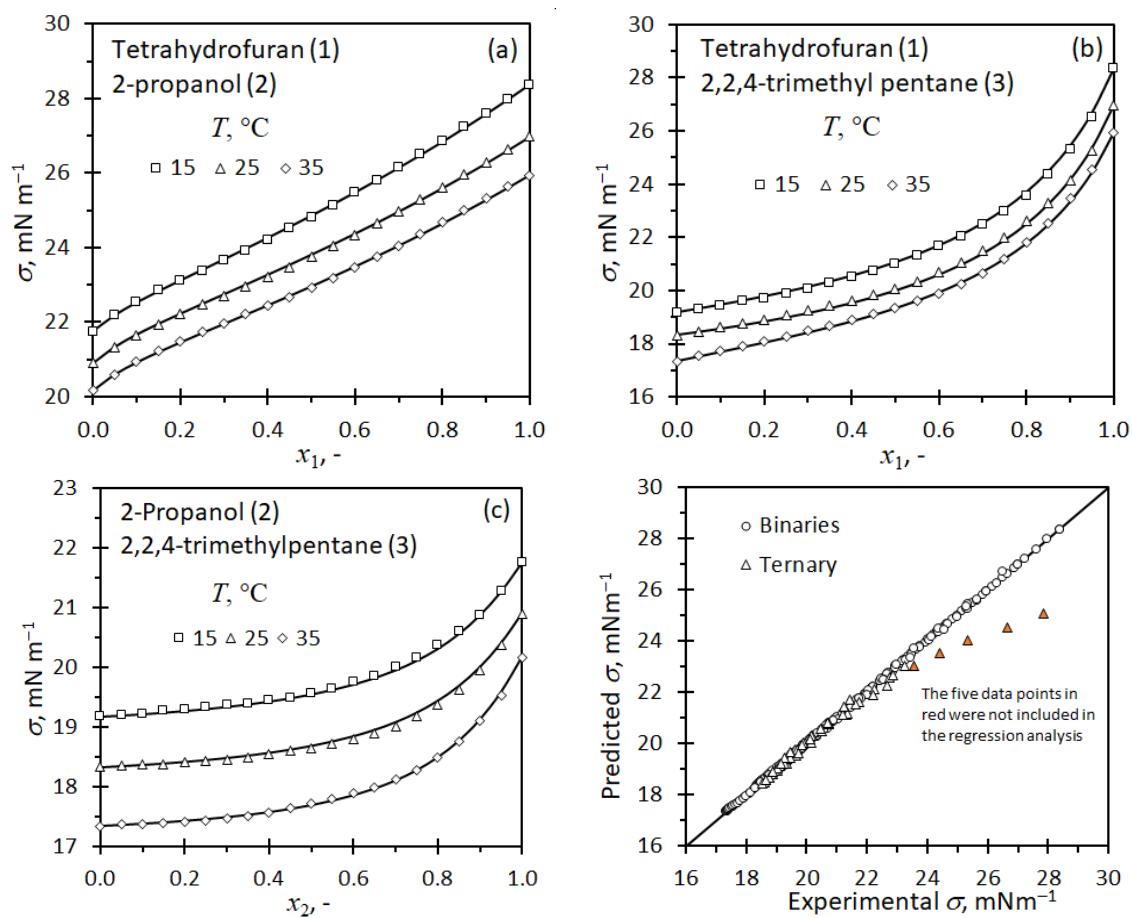 30
28
26
24
22
20
σ, mN m⁻¹
Tetrahydrofuran (1)
(a)
2-propanol (2)
T, °C
15 25 35
0.0 0.2 0.4 0.6 0.8 1.0
x₁, -
30
28
26
24
22
20
18
16
σ, mN m⁻¹
Tetrahydrofuran (1)
(b)
2,2,4-trimethyl pentane (3)
T, °C
15 25 35
0.0 0.2 0.4 0.6 0.8 1.0
x₁, -
23
22
21
20
19
18
17
σ, mN m⁻¹
2-Propanol (2)
(c)
2,2,4-trimethylpentane (3)
T, °C
15 25 35
0.0 0.2 0.4 0.6 0.8 1.0
x₂, -
30
28
26
24
22
20
18
16
Predicted σ, mNm⁻¹
Binaries
Ternary
The five data points in
red were not included in
the regression analysis
16 18 20 22 24 26 28 30
Experimental σ, mNm⁻¹